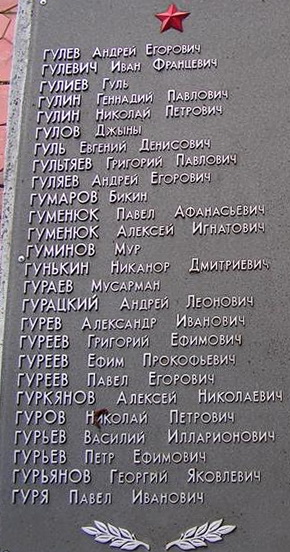 ГУЛЕВ АНДРЕЙ ЕГОРОВИЧ
ГУЛЕВИЧ ИВАН ФРАНЦЕВИЧ
ГУЛИЕВ ГУЛЬ
ГУЛИН ГЕННАДИЙ ПАВЛОВИЧ
ГУЛИН НИКОЛАЙ ПЕТРОВИЧ
ГУЛОВ ДЖЫНЫ
ГУЛЬ ЕВГЕНИЙ ДЕНИСОВИЧ
ГУЛЬТЯЕВ ГРИГОРИЙ ПАВЛОВИЧ
ГУЛЯЕВ АНДРЕЙ ЕГОРОВИЧ
ГУМАРОВ БИКИН
ГУМЕНЮК ПАВЕЛ АФАНАСЬЕВИЧ
ГУМЕНЮК АЛЕКСЕЙ ИГНАТОВИЧ
ГУМИНОВ МУР
ГУНЬКИН НИКАНОР ДМИТРИЕВИЧ
ГУРАЕВ МУСАРМАН
ГУРАЦКИЙ АНДРЕЙ ЛЕОНОВИЧ
ГУРЕВ АЛЕКСАНДР ИВАНОВИЧ
ГУРЕЕВ ГРИГОРИЙ ЕФИМОВИЧ
ГУРЕЕВ ЕФИМ ПРОКОФЬЕВИЧ
ГУРЕЕВ ПАВЕЛ ЕГОРОВИЧ
ГУРКЯНОВ АЛЕКСЕЙ НИКОЛАЕВИЧ
ГУРОВ НИКОЛАЙ ПЕТРОВИЧ
ГУРЬЕВ ВАСИЛИЙ ИЛЛАРИОНОВИЧ
ГУРЬЕВ ПЕТР ЕФИМОВИЧ
ГУРЬЯНОВ ГЕОРГИЙ ЯКОВЛЕВИЧ
ГУРЯ ПАВЕЛ ИВАНОВИЧ